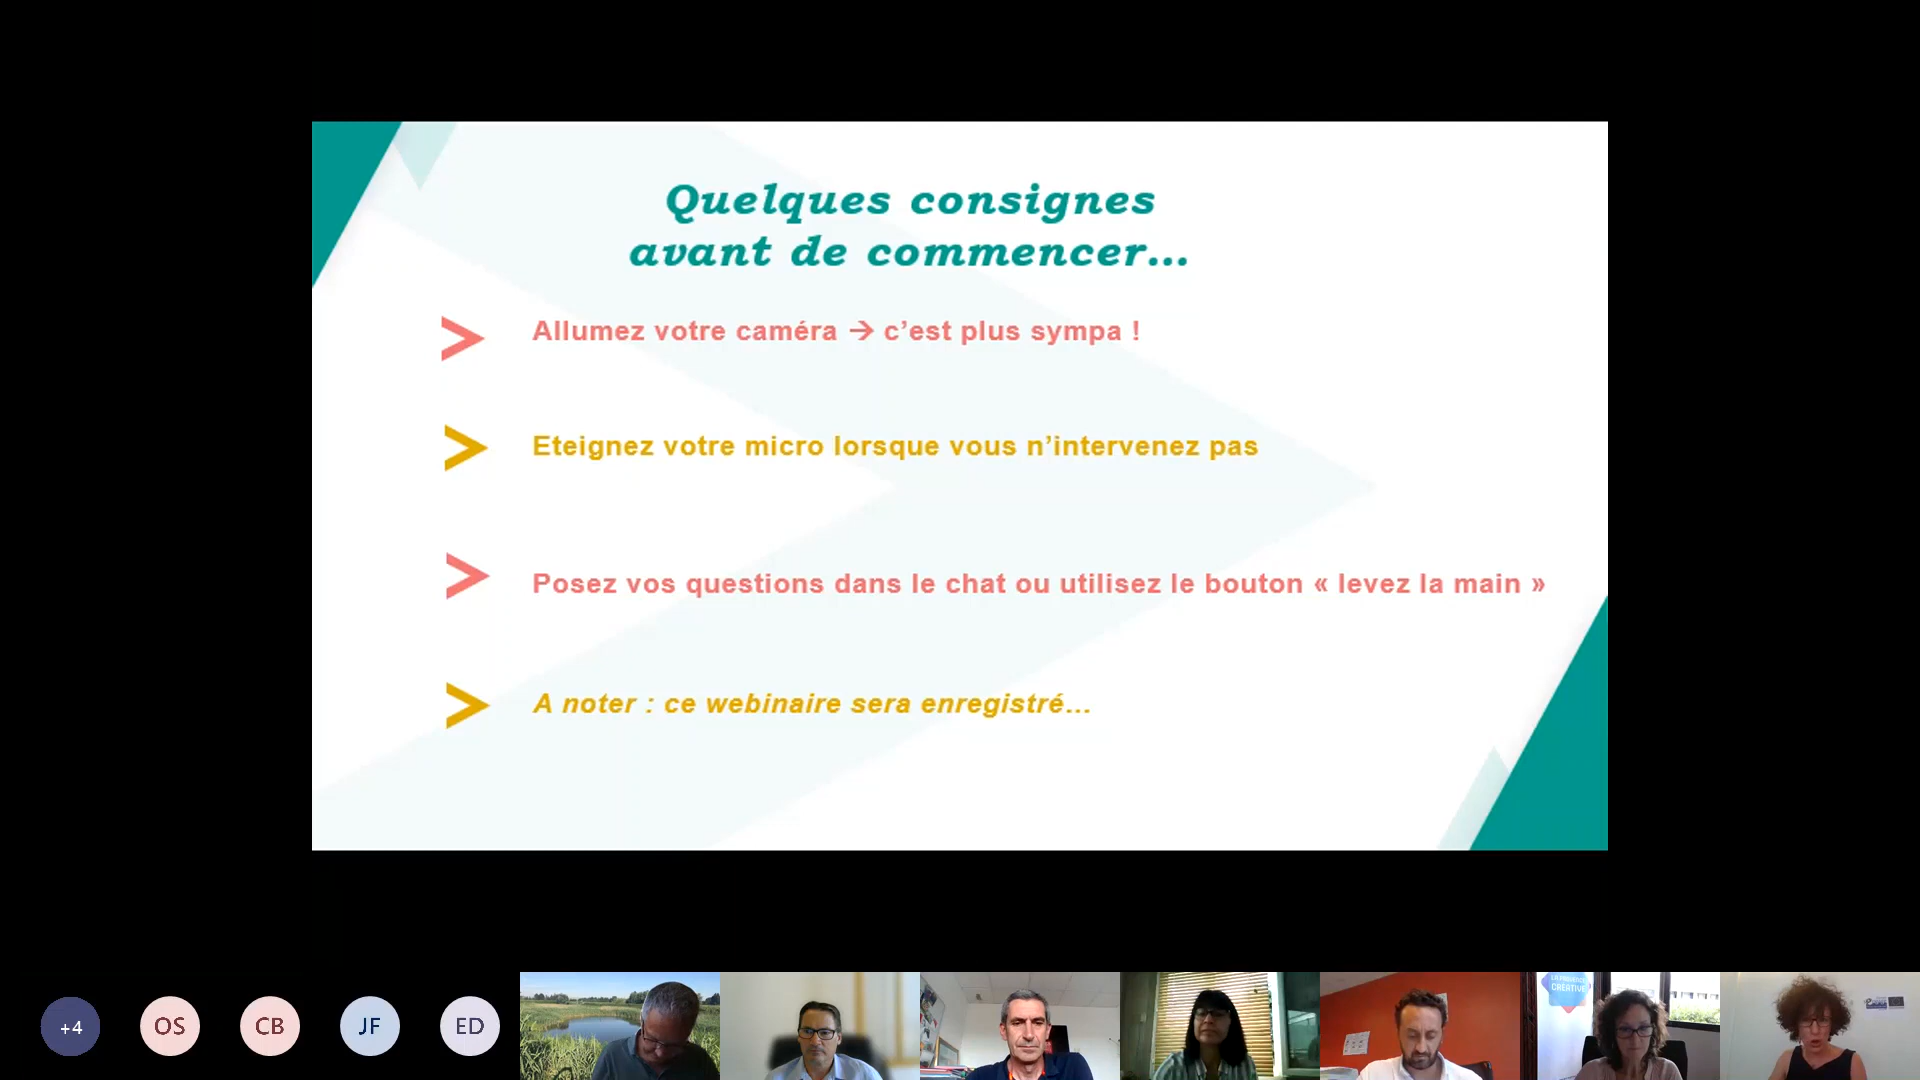 Quelques consignes
avant de commencer...
Allumez votre caméra → c’est plus sympa !
Eteignez votre micro lorsque vous n’intervenez pas
Posez vos questions dans le chat ou utilisez le bouton « levez la main »
A noter : ce webinaire sera enregistré...
+4
OS
CB
JF
ED
CRÉATIVE